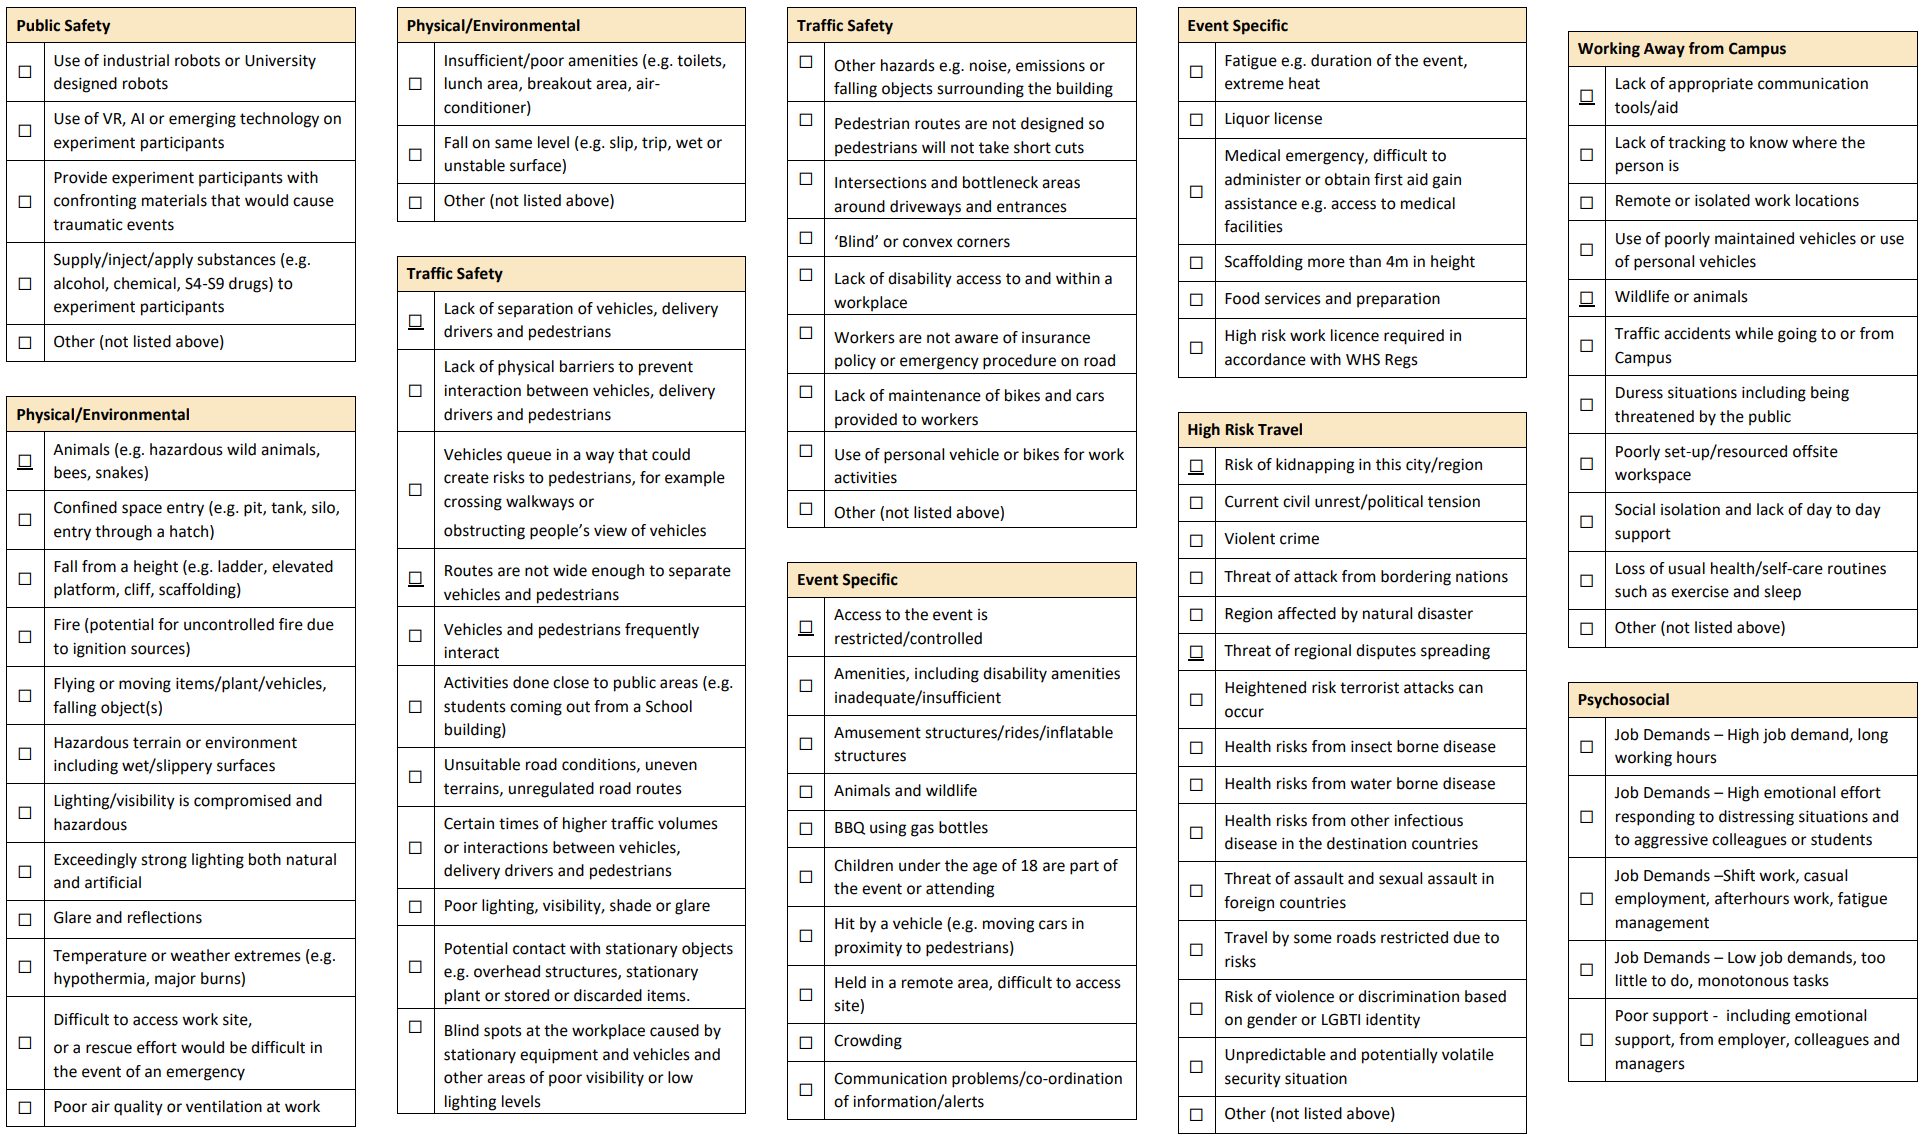 Public Safety
☐ Use of industrial robots or University
designed robots
☐ Use of VR, AI or emerging technology on
experiment participants
☐ Provide experiment participants with
confronting materials that would cause
traumatic events
☐ Supply/inject/apply substances (e.g.
alcohol, chemical, S4-S9 drugs) to
experiment participants
☐ Other (not listed above)
Physical/Environmental
☐ Animals (e.g. hazardous wild animals,
bees, snakes)
☐ Confined space entry (e.g. pit, tank, silo,
entry through a hatch)
☐ Fall from a height (e.g. ladder, elevated
platform, cliff, scaffolding)
☐ Fire (potential for uncontrolled fire due
to ignition sources)
☐ Flying or moving items/plant/vehicles,
falling object(s)
☐ Hazardous terrain or environment
including wet/slippery surfaces
☐ Lighting/visibility is compromised and
hazardous
☐ Exceedingly strong lighting both natural
and artificial
☐ Glare and reflections
☐ Temperature or weather extremes (e.g.
hypothermia, major burns)
☐ Difficult to access work site,
or a rescue effort would be difficult in
the event of an emergency
☐ Poor air quality or ventilation at work
Physical/Environmental
☐ Insufficient/poor amenities (e.g. toilets,
lunch area, breakout area, air-
conditioner)
☐ Fall on same level (e.g. slip, trip, wet or
unstable surface)
☐ Other (not listed above)
Traffic Safety
☐ Lack of separation of vehicles, delivery
drivers and pedestrians
☐ Lack of physical barriers to prevent
interaction between vehicles, delivery
drivers and pedestrians
☐ Vehicles queue in a way that could
create risks to pedestrians, for example
crossing walkways or
obstructing people’s view of vehicles
☐ Routes are not wide enough to separate
vehicles and pedestrians
☐ Vehicles and pedestrians frequently
interact
☐ Activities done close to public areas (e.g.
students coming out from a School
building)
☐ Unsuitable road conditions, uneven
terrains, unregulated road routes
☐ Certain times of higher traffic volumes
or interactions between vehicles,
delivery drivers and pedestrians
☐ Poor lighting, visibility, shade or glare
☐ Potential contact with stationary objects
e.g. overhead structures, stationary
plant or stored or discarded items.
☐ Blind spots at the workplace caused by
stationary equipment and vehicles and
other areas of poor visibility or low
lighting levels
Traffic Safety
☐ Other hazards e.g. noise, emissions or
falling objects surrounding the building
☐ Pedestrian routes are not designed so
pedestrians will not take short cuts
☐ Intersections and bottleneck areas
around driveways and entrances
☐ ‘Blind’ or convex corners
☐ Lack of disability access to and within a
workplace
☐ Workers are not aware of insurance
policy or emergency procedure on road
☐ Lack of maintenance of bikes and cars
provided to workers
☐ Use of personal vehicle or bikes for work
activities
☐ Other (not listed above)
Event Specific
☐ Access to the event is
restricted/controlled
☐ Amenities, including disability amenities
inadequate/insufficient
☐ Amusement structures/rides/inflatable
structures
☐ Animals and wildlife
☐ BBQ using gas bottles
☐ Children under the age of 18 are part of
the event or attending
☐ Hit by a vehicle (e.g. moving cars in
proximity to pedestrians)
☐ Held in a remote area, difficult to access
site)
☐ Crowding
☐ Communication problems/co-ordination
of information/alerts
Event Specific
☐ Fatigue e.g. duration of the event,
extreme heat
☐ Liquor license
☐ Medical emergency, difficult to
administer or obtain first aid gain
assistance e.g. access to medical
facilities
☐ Scaffolding more than 4m in height
☐ Food services and preparation
☐ High risk work licence required in
accordance with WHS Regs
High Risk Travel
☐ Risk of kidnapping in this city/region
☐ Current civil unrest/political tension
☐ Violent crime
☐ Threat of attack from bordering nations
☐ Region affected by natural disaster
☐ Threat of regional disputes spreading
☐ Heightened risk terrorist attacks can
occur
☐ Health risks from insect borne disease
☐ Health risks from water borne disease
☐ Health risks from other infectious
disease in the destination countries
☐ Threat of assault and sexual assault in
foreign countries
☐ Travel by some roads restricted due to
risks
☐ Risk of violence or discrimination based
on gender or LGBTI identity
☐ Unpredictable and potentially volatile
security situation
☐ Other (not listed above)
Working Away from Campus
☐ Lack of appropriate communication
tools/aid
☐ Lack of tracking to know where the
person is
☐ Remote or isolated work locations
☐ Use of poorly maintained vehicles or use
of personal vehicles
☐ Wildlife or animals
☐ Traffic accidents while going to or from
Campus
☐ Duress situations including being
threatened by the public
☐ Poorly set-up/resourced offsite
workspace
☐ Social isolation and lack of day to day
support
☐ Loss of usual health/self-care routines
such as exercise and sleep
☐ Other (not listed above)
Psychosocial
☐ Job Demands – High job demand, long
working hours
☐ Job Demands – High emotional effort
responding to distressing situations and
to aggressive colleagues or students
☐ Job Demands –Shift work, casual
employment, afterhours work, fatigue
management
☐ Job Demands – Low job demands, too
little to do, monotonous tasks
☐ Poor support - including emotional
support, from employer, colleagues and
managers